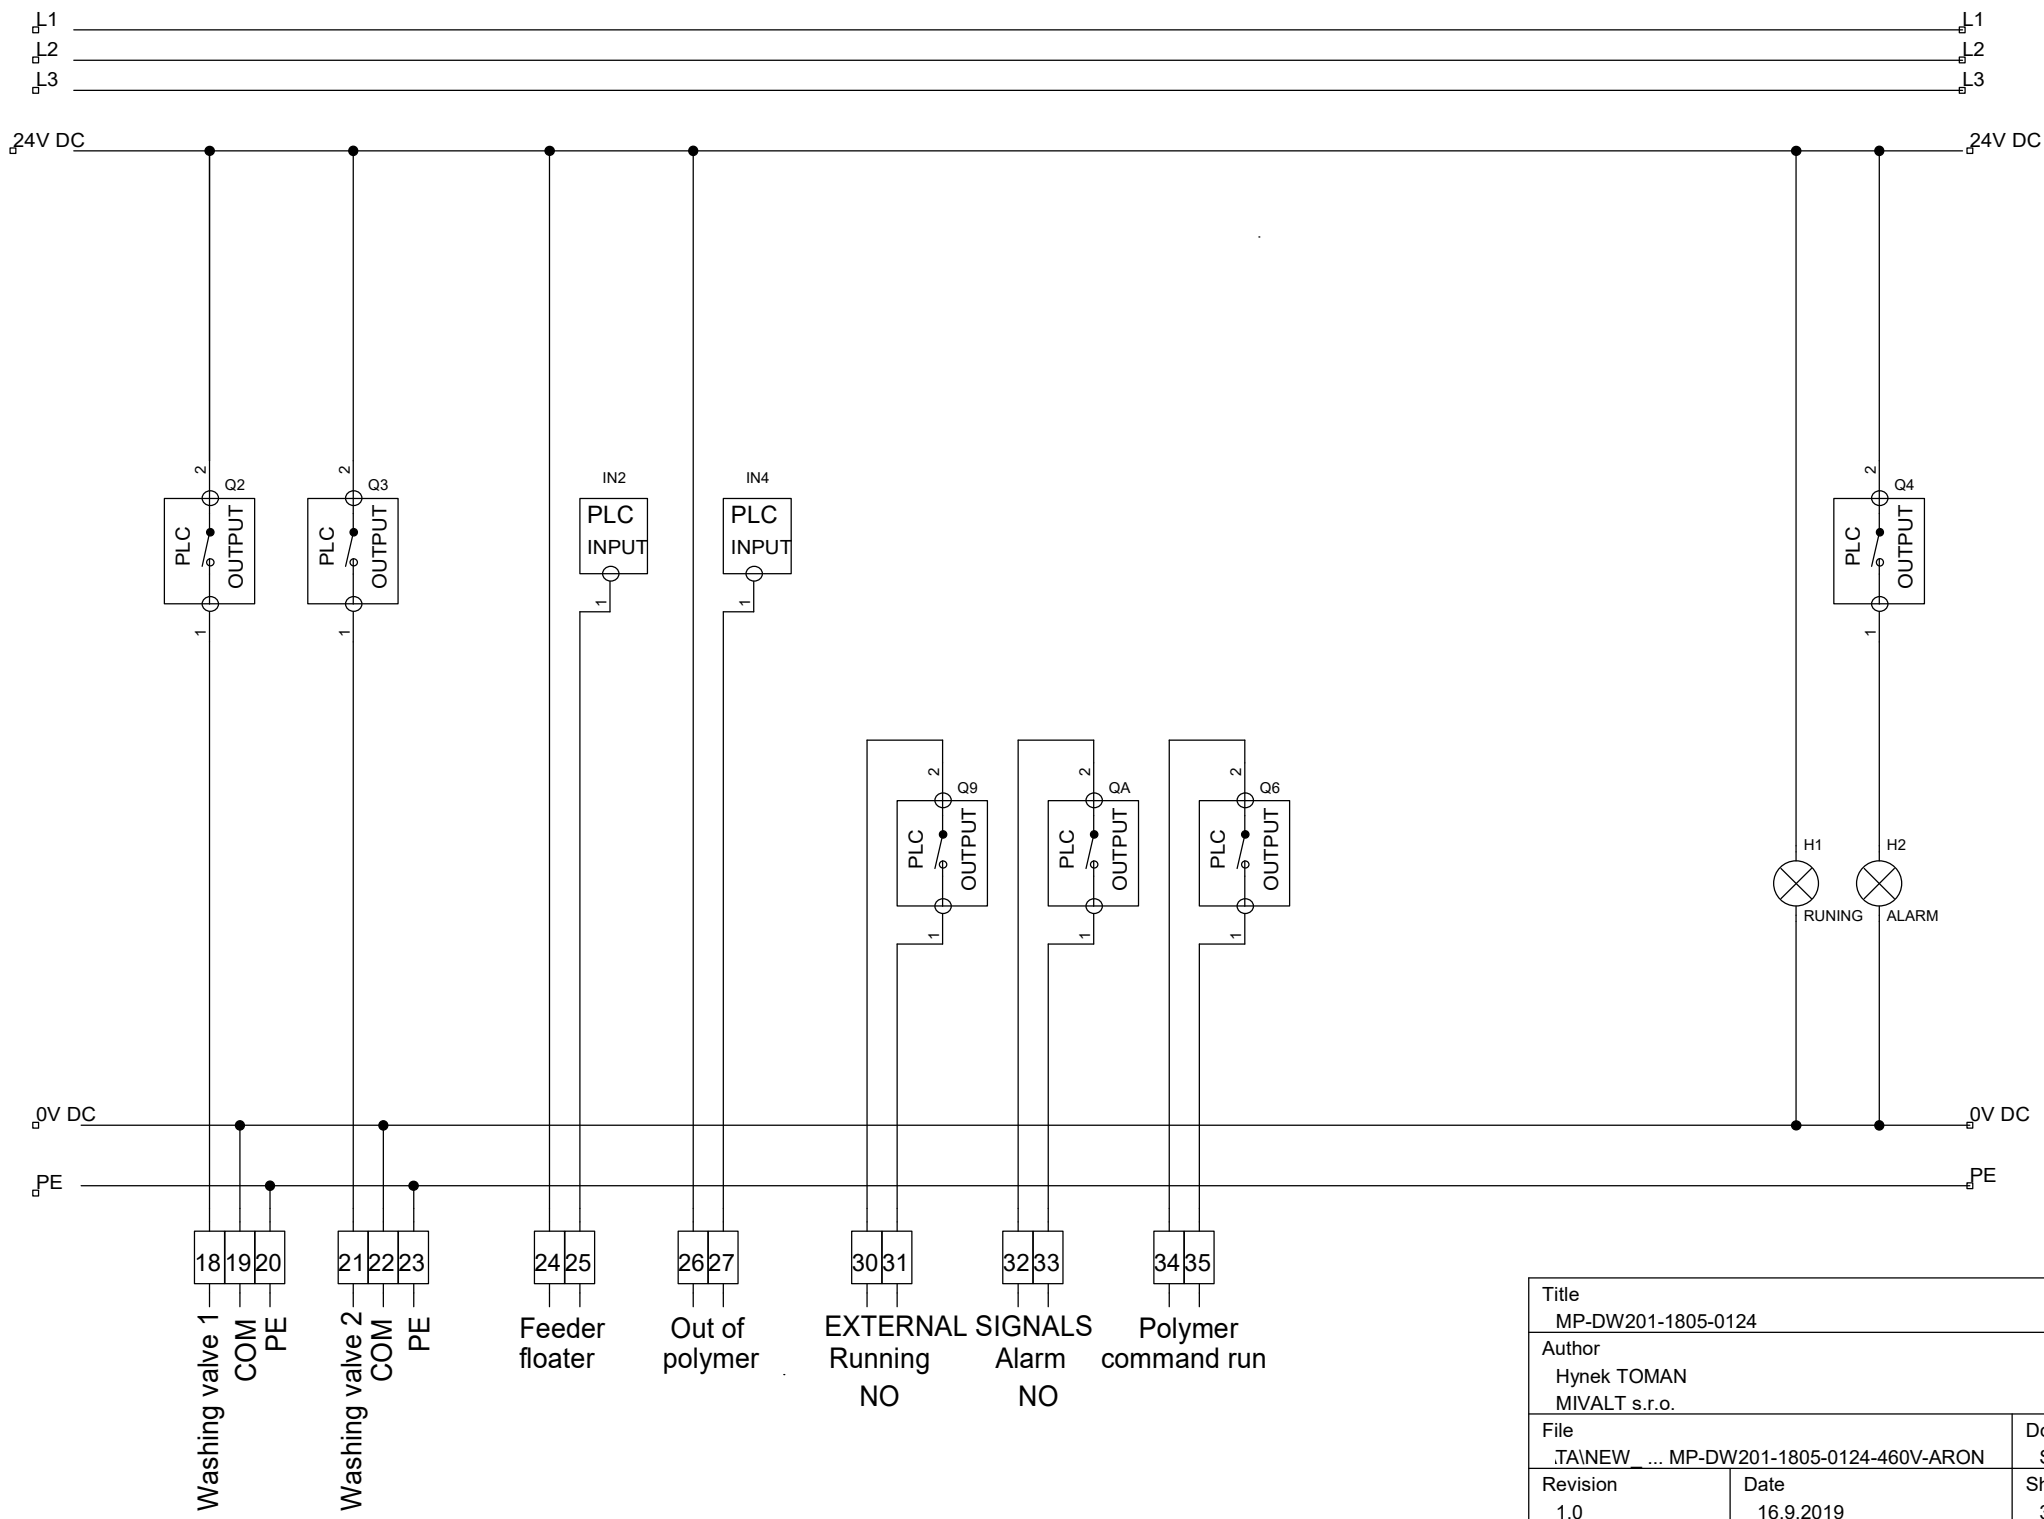 L1 L1
L2 L2
L3 L3
24V DC 24V DC
2 Q2 2 Q3 IN2 IN4 2 Q4
PLC OUTPUT PLC OUTPUT PLC INPUT PLC INPUT PLC OUTPUT
1 1 1 1 1
2 Q9 2 QA 2 Q6
PLC OUTPUT PLC OUTPUT PLC OUTPUT
H1 H2
RUNING ALARM
1 1 1
0V DC 0V DC
PE PE
18 19 20 21 22 23 24 25 26 27 30 31 32 33 34 35
Washing valve 1
COM
PE
Washing valve 2
COM
PE
Feeder
floater
Out of
polymer
EXTERNAL SIGNALS
Running Alarm
NO NO
Polymer
command run
Title
MP-DW201-1805-0124
Author
Hynek TOMAN
MIVALT s.r.o.
File
TA\NEW_ ... MP-DW201-1805-0124-460V-ARON
Revision Date
1.0 16.9.2019